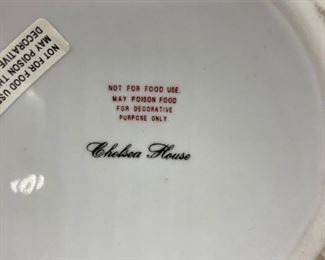 NOT FOR FOOD USE
MAY POISON
DECORATIVE
NOT FOR FOOD USE.
MAY POISON FOOD
FOR DECORATIVE
PURPOSE ONLY.
Chelsea House